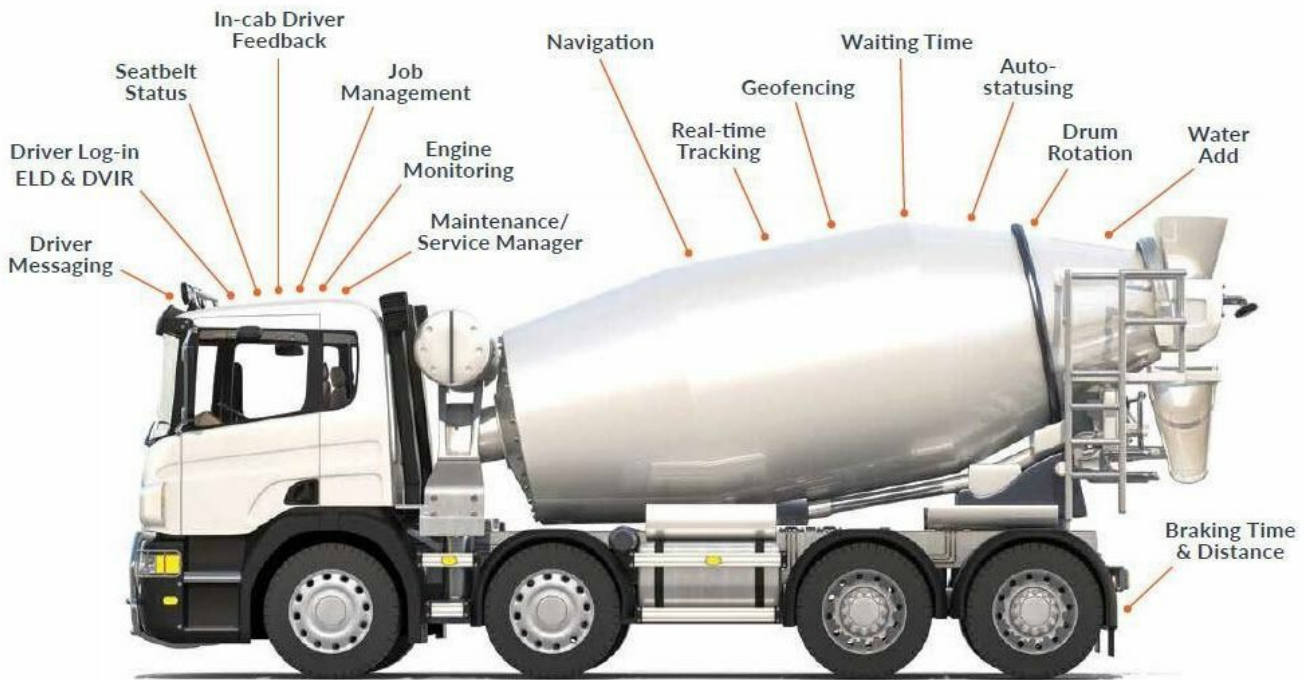 In-cab Driver
Feedback
Seatbelt
Status
Job
Management
Driver Log-in
ELD & DVIR
Engine
Monitoring
Driver
Messaging
Maintenance/
Service Manager
Navigation
Real-time
Tracking
Geofencing
Waiting Time
Auto-
statusing
Drum
Rotation
Water
Add
Braking Time
& Distance